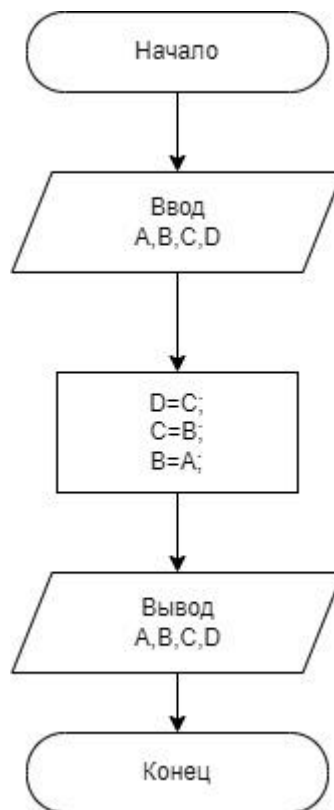 Начало
Ввод
A,B,C,D
D=C;
C=B;
B=A;
Вывод
A,B,C,D
Конец